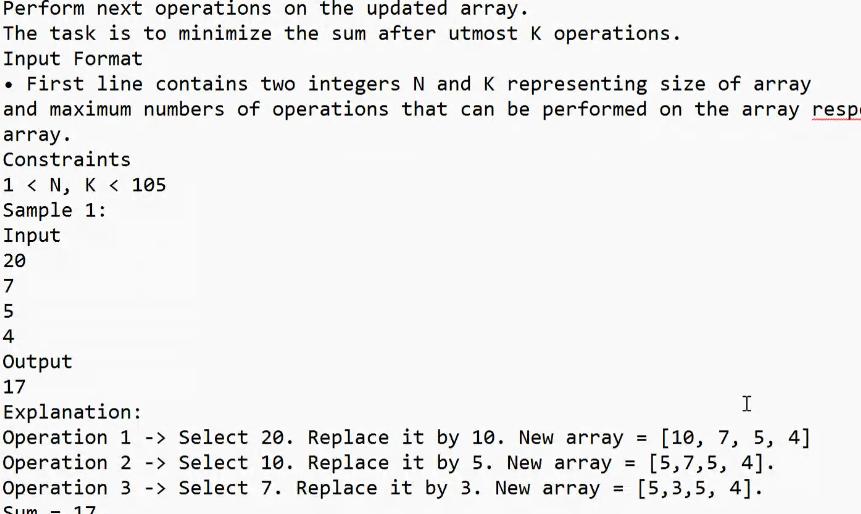 Perform next operations on the updated array.
The task is to minimize the sum after utmost K operations.
Input Format
• First line contains two integers N and K representing size of array
and maximum numbers of operations that can be performed on the array
array.
Constraints
1 < N, K < 105
Sample 1:
Input
20
7
5
4
Output
17
Explanation:
Operation 1 -> Select 20. Replace it by 10. New array = [10, 7, 5, 4]
Operation 2 -> Select 10. Replace it by 5. New array = [5,7,5, 4].
Operation 3 -> Select 7. Replace it by 3. New array = [5,3,5, 4].
Sum = 17